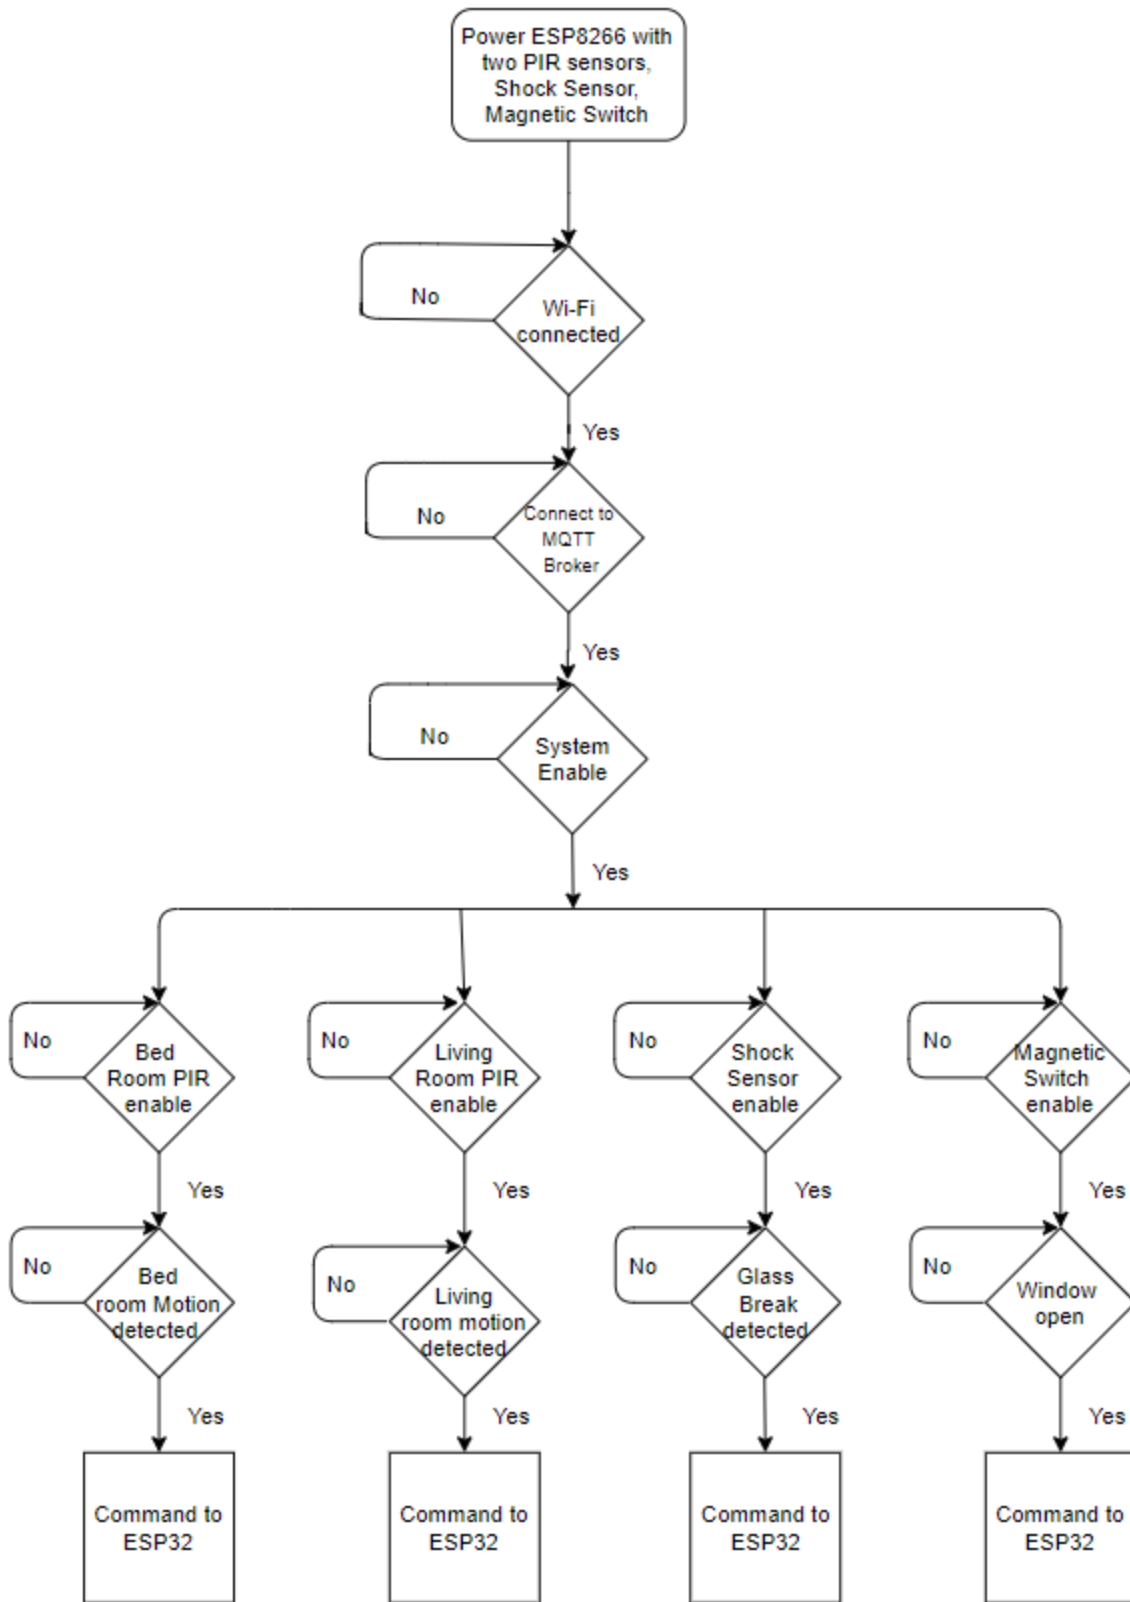 Power ESP8266 with
two PIR sensors,
Shock Sensor,
Magnetic Switch
No
Wi-Fi
connected
Yes
No
Connect to
MQTT
Broker
Yes
No
System
Enable
Yes
No
Bed
Room PIR
enable
No
Living
Room PIR
enable
No
Shock
Sensor
enable
No
Magnetic
Switch
enable
Yes
Yes
Yes
Yes
No
Bed
room Motion
detected
No
Living
room motion
detected
No
Glass
Break
detected
No
Window
open
Yes
Yes
Yes
Yes
Command to
ESP32
Command to
ESP32
Command to
ESP32
Command to
ESP32